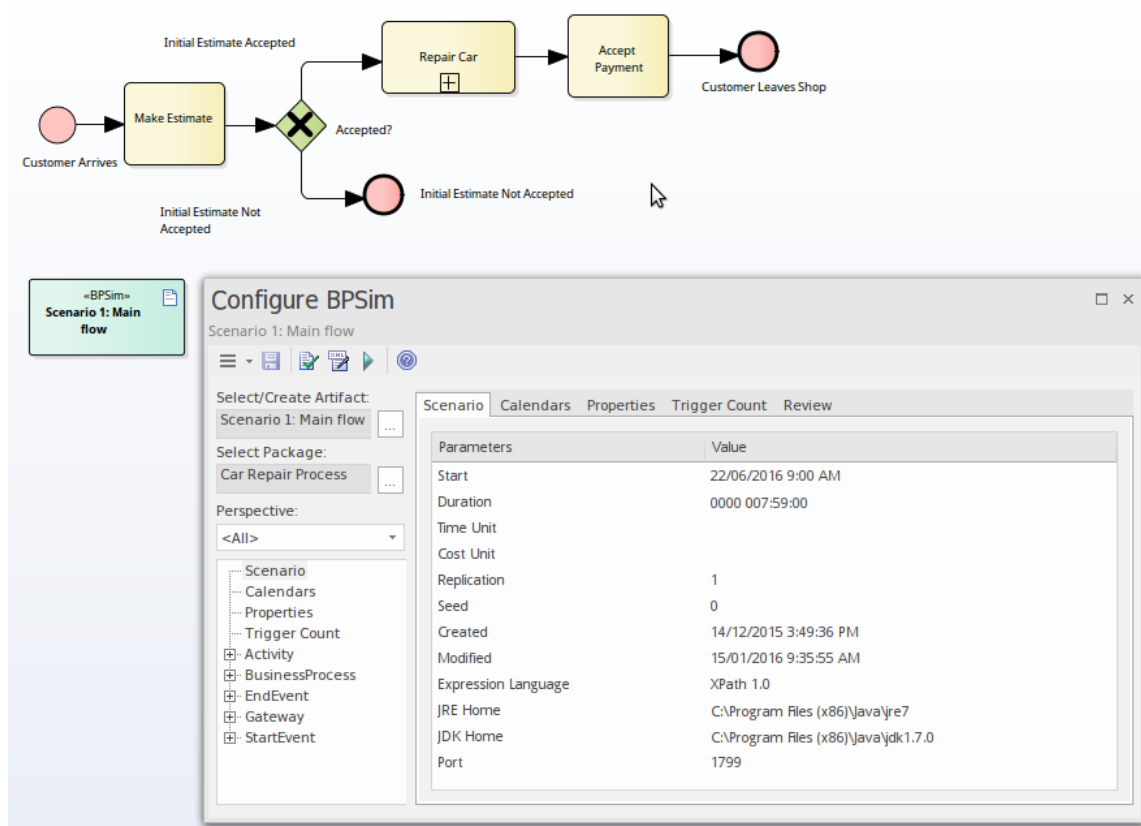 Initial Estimate Accepted
Repair Car
Accept
Payment
Customer Leaves Shop
Make Estimate
Accepted?
Customer Arrives
Initial Estimate Not Accepted
Initial Estimate Not
Accepted
«BPSim»
Scenario 1: Main
flow
Configure BPSim
Scenario 1: Main flow
XML
Select/Create Artifact:
Scenario 1: Main flow
...
Select Package:
Car Repair Process
...
Perspective:
<All>
Scenario
Calendars
Properties
Trigger Count
Activity
BusinessProcess
EndEvent
Gateway
StartEvent
Scenario Calendars Properties Trigger Count Review
Parameters Value
Start 22/06/2016 9:00 AM
Duration 0000 007:59:00
Time Unit
Cost Unit
Replication 1
Seed 0
Created 14/12/2015 3:49:36 PM
Modified 15/01/2016 9:35:55 AM
Expression Language XPath 1.0
JRE Home C:\Program Files (x86)\Java\jre7
JDK Home C:\Program Files (x86)\Java\jdk1.7.0
Port 1799